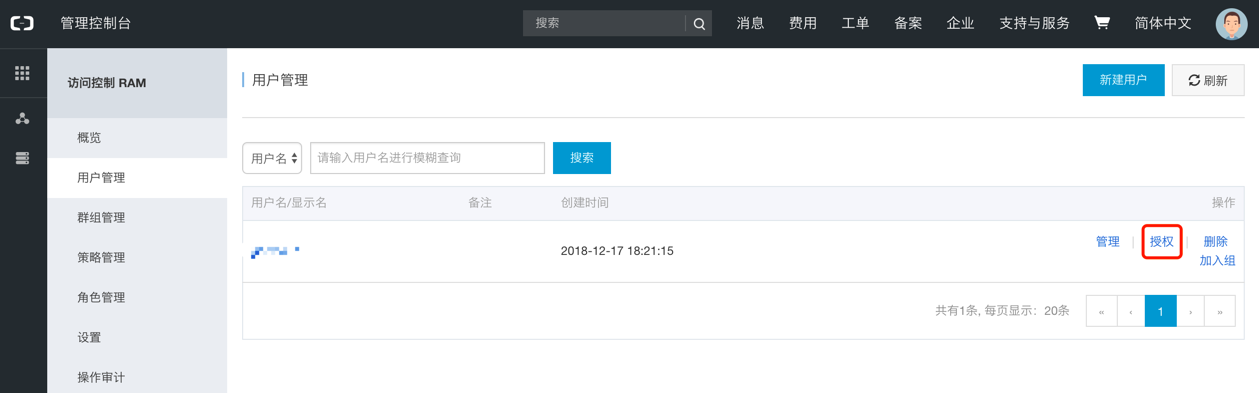 管理控制台 搜索 消息 费用 工单 备案 企业 支持与服务 简体中文
访问控制 RAM
概览
用户管理
群组管理
策略管理
角色管理
设置
操作审计
用户管理 新建用户 刷新
用户名 请输入用户名进行模糊查询 搜索
用户名/显示名 备注 创建时间 操作
2018-12-17 18:21:15 管理 | 授权 | 删除
加入组
共有1条, 每页显示：20条 « ‹ 1 › »